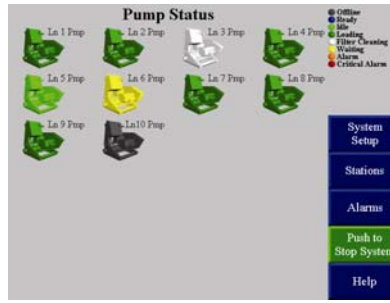 Pump Status
Offline
Ready
Idle
Loading
Filter Cleaning
Waiting
Alarm
Critical Alarm
Ln 1 Pmp
Ln 2 Pmp
Ln 3 Pmp
Ln 4 Pmp
Ln 5 Pmp
Ln 6 Pmp
Ln 7 Pmp
Ln 8 Pmp
Ln 9 Pmp
Ln10 Pmp
System
Setup
Stations
Alarms
Push to
Stop System
Help